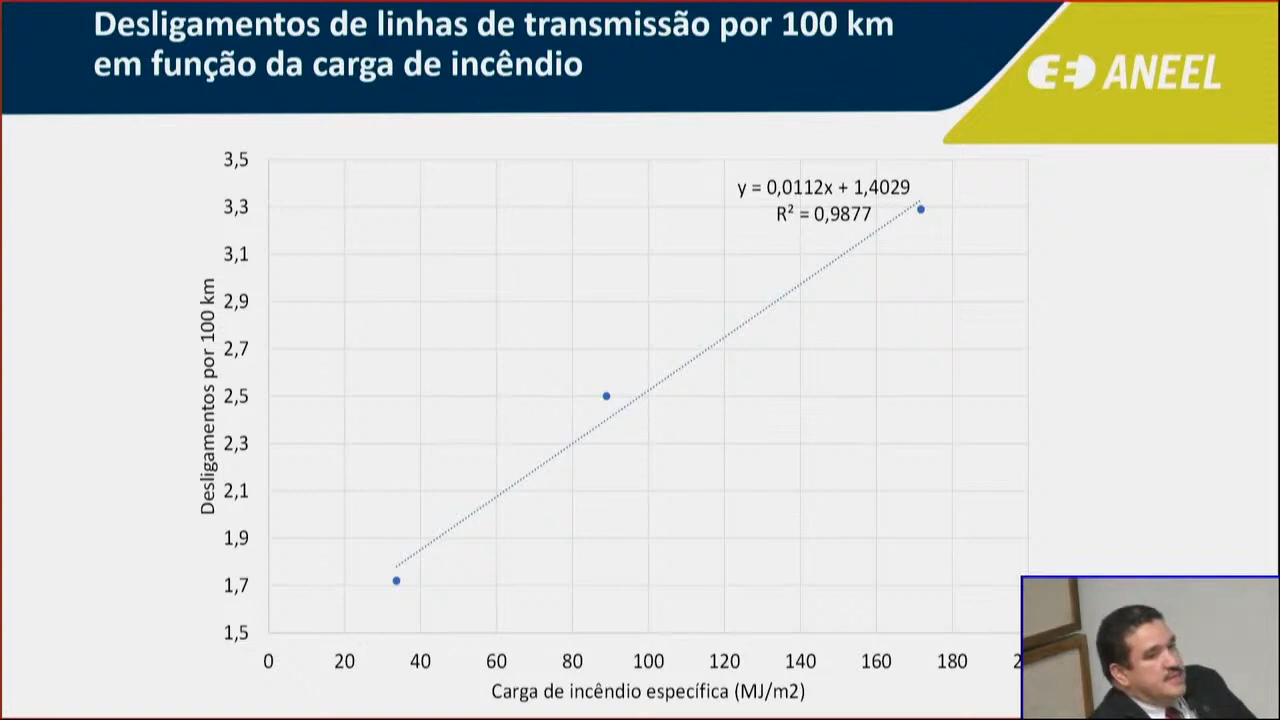 Desligamentos de linhas de transmissão por 100 km
em função da carga de incêndio
ANEEL
y = 0,0112x + 1,4029
R² = 0,9877
3,5
3,3
3,1
2,9
2,7
2,5
2,3
2,1
1,9
1,7
1,5
Desligamentos por 100 km
0 20 40 60 80 100 120 140 160 180
Carga de incêndio específica (MJ/m2)